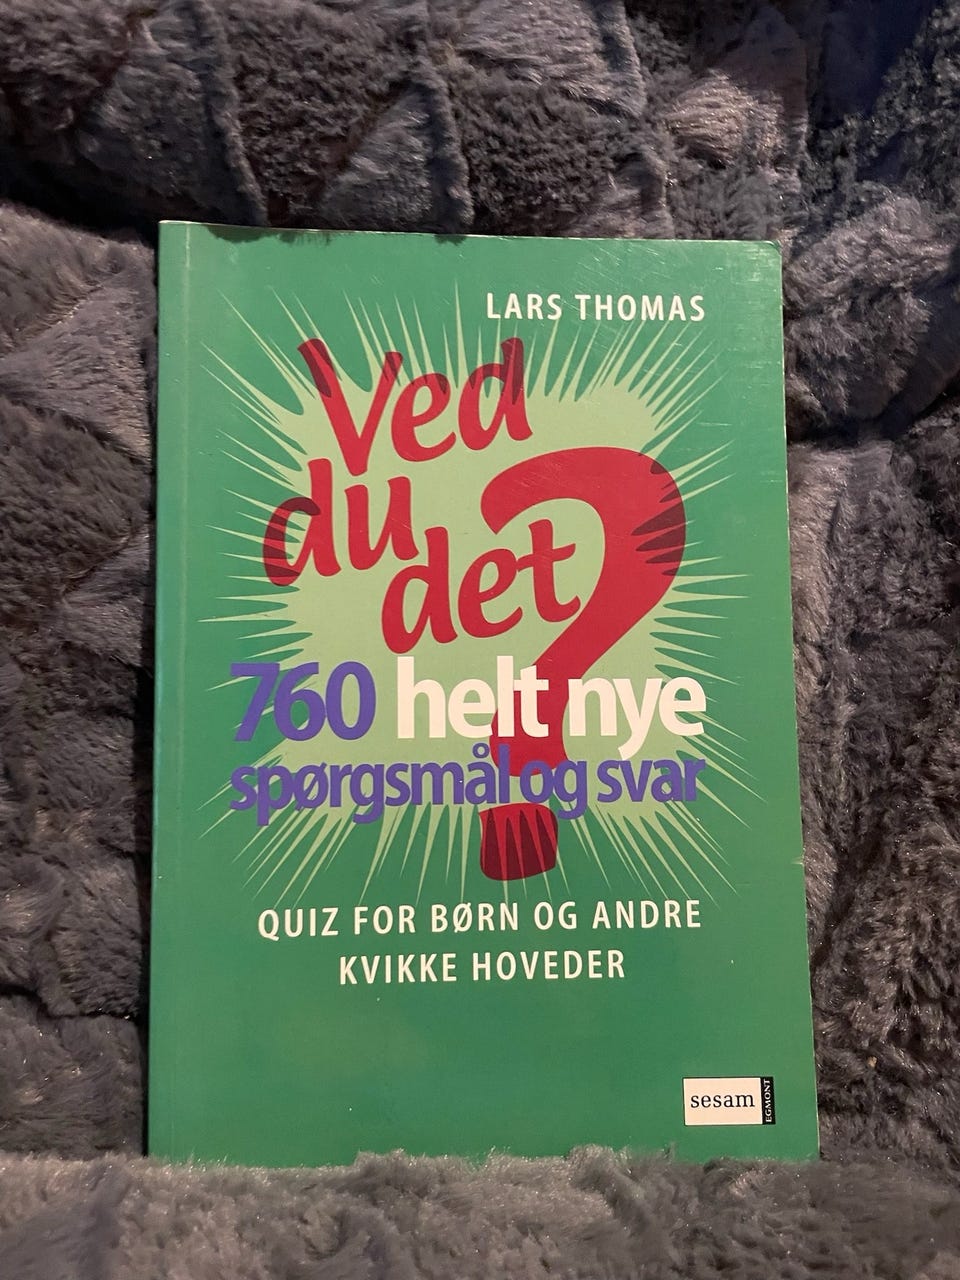 LARS THOMAS
Ved
du
det?
760 helt nye
spørgsmål og svar
QUIZ FOR BØRN OG ANDRE
KVIKKE HOVEDER
sesam
EGMONT